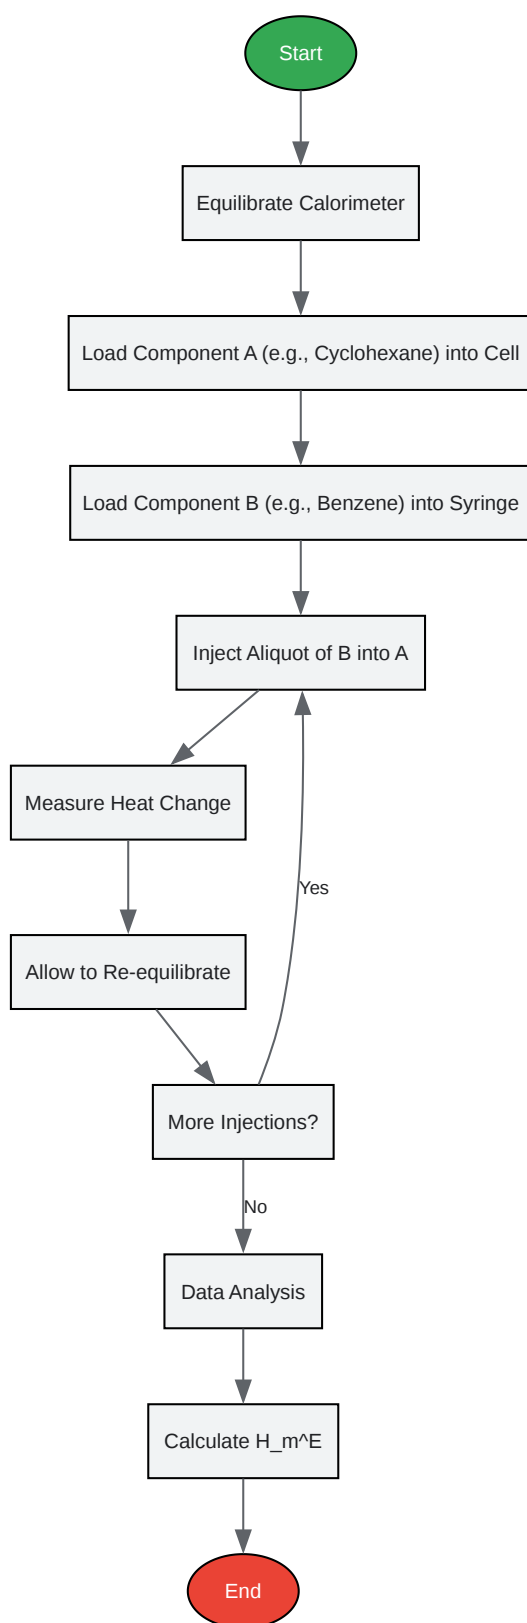 Start
Equilibrate Calorimeter
Load Component A (e.g., Cyclohexane) into Cell
Load Component B (e.g., Benzene) into Syringe
Inject Aliquot of B into A
Measure Heat Change
Yes
Allow to Re-equilibrate
More Injections?
No
Data Analysis
Calculate H_m^E
End